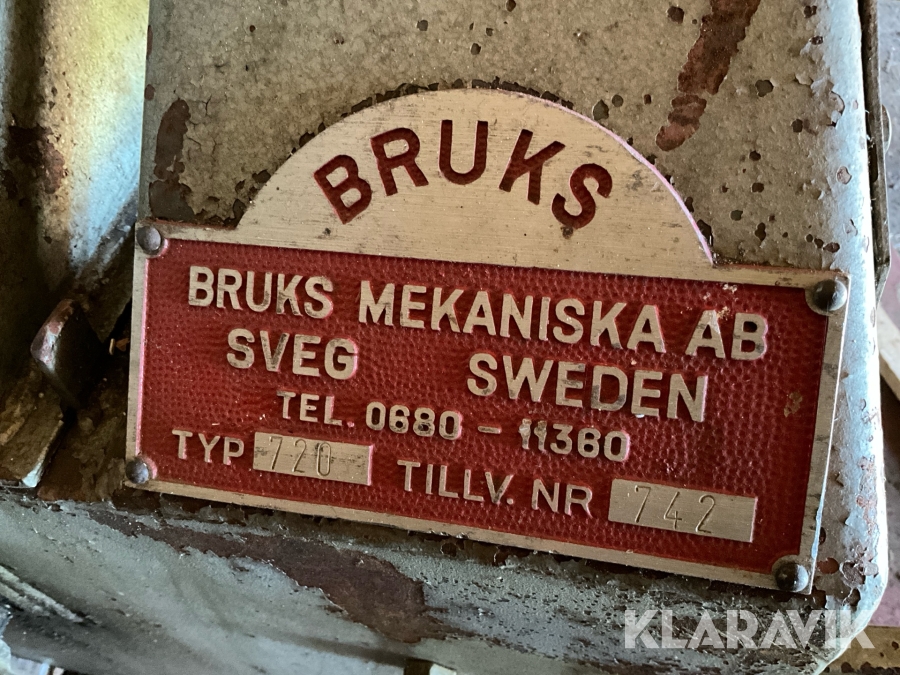 BRUKS
BRUKS MEKANISKA AB
SVEG SWEDEN
TEL. 0680 - 11360
TYP 720 TILLV. NR 742
KLARAVIK